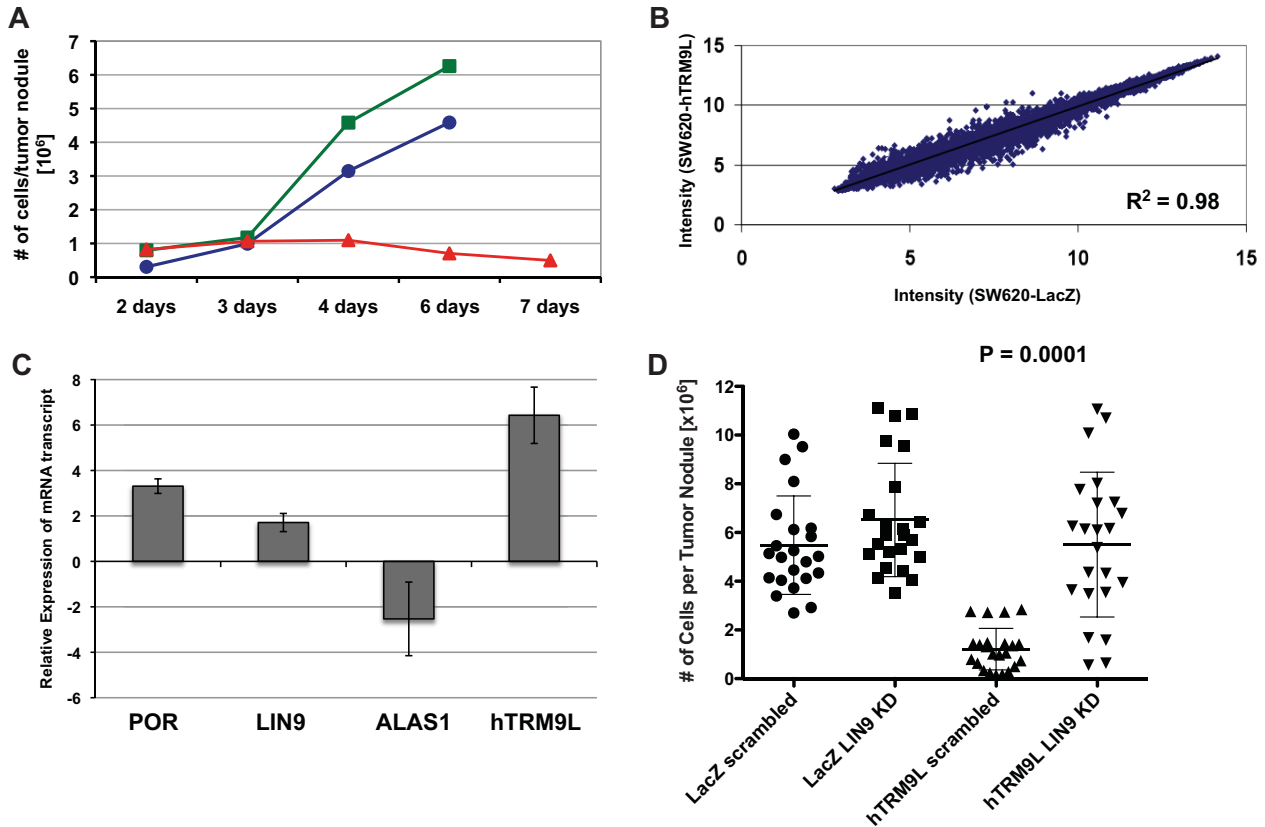 A
# of cells/tumor nodule
[10⁶]
7
6
5
4
3
2
1
0
2 days
3 days
4 days
6 days
7 days
B
Intensity (SW620-hTRM9L)
15
10
5
0
R² = 0.98
0
5
10
15
Intensity (SW620-LacZ)
C
Relative Expression of mRNA transcript
8
6
4
2
0
-2
-4
-6
POR
LIN9
ALAS1
hTRM9L
P = 0.0001
D
# of Cells per Tumor Nodule [x10⁶]
12
10
8
6
4
2
0
LacZ scrambled
LacZ LIN9 KD
hTRM9L scrambled
hTRM9L LIN9 KD